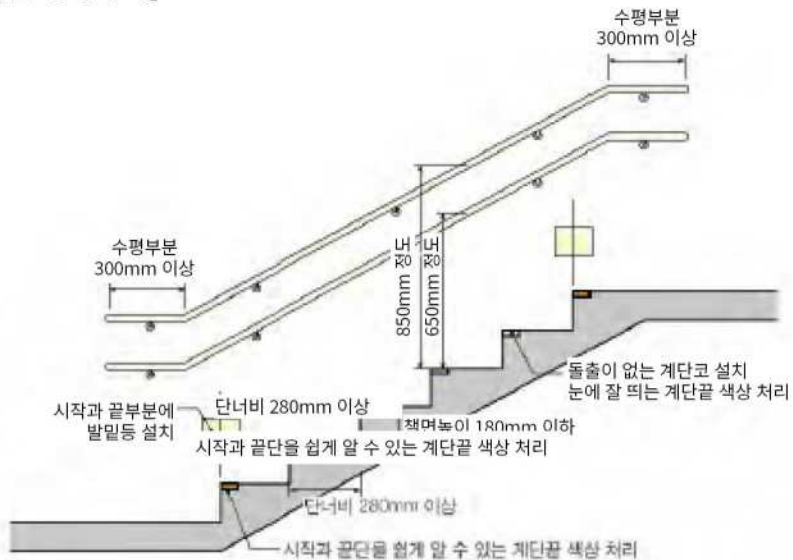 수평부분
300mm 이상
수평부분
300mm 이상
850mm 정도
650mm 정도
돌출이 없는 계단코 설치
눈에 잘 띄는 계단끝 색상 처리
시작과 끝부분에
발밑등 설치
단너비 280mm 이상
챌면높이 180mm 이하
시작과 끝단을 쉽게 알 수 있는 계단끝 색상 처리
단너비 280mm 이상
시작과 끝단을 쉽게 알 수 있는 계단끝 색상 처리